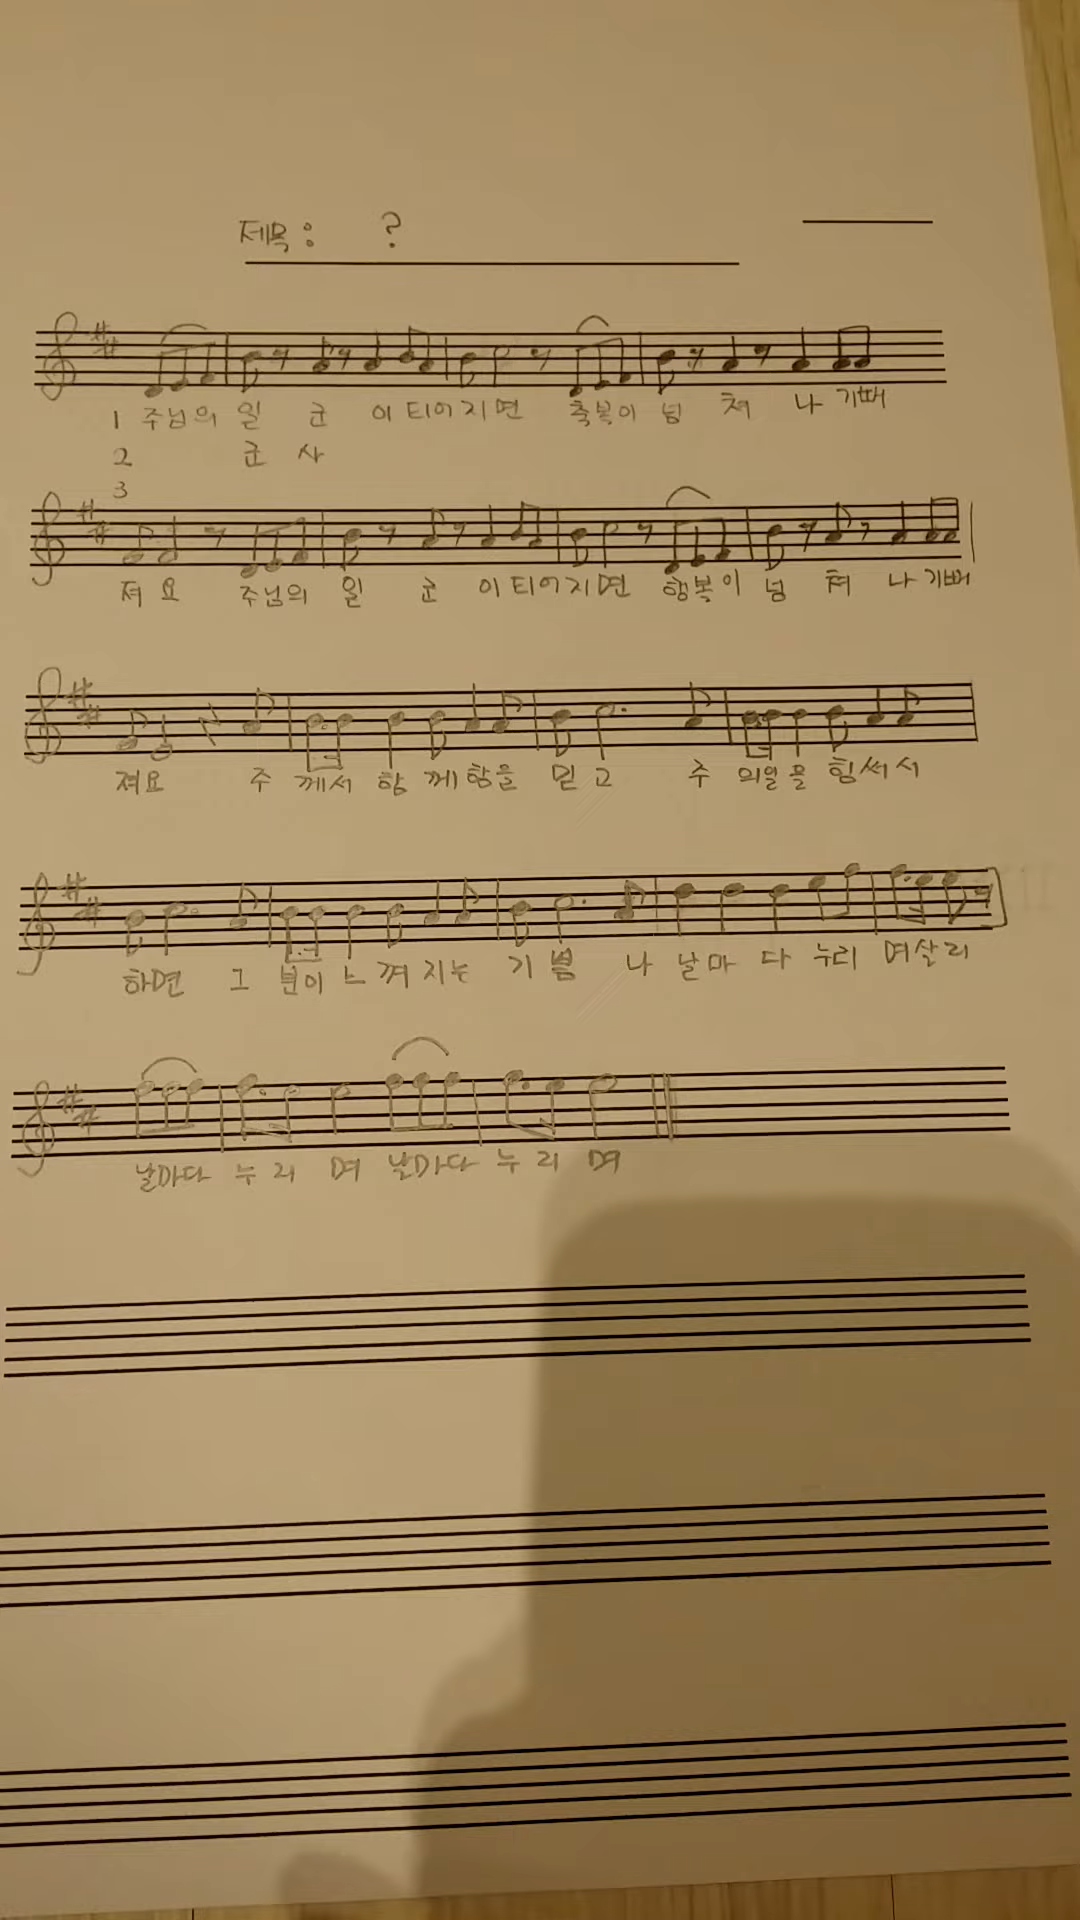 제목: ?
1 주님의 일 군 이 티어지면 축복이 넘 쳐 나 기뻐
2 군 사
3
져 요 주님의 일 군 이 티어지면 행복이 넘 쳐 나 기뻐
져요 주 께서 함 께 함을 믿고 주 의일을 힘써서
하면 그 분이 느 껴 지는 기 쁨 나 날마 다 누리 며살리
날마다 누 리 며 날마다 누 리 며